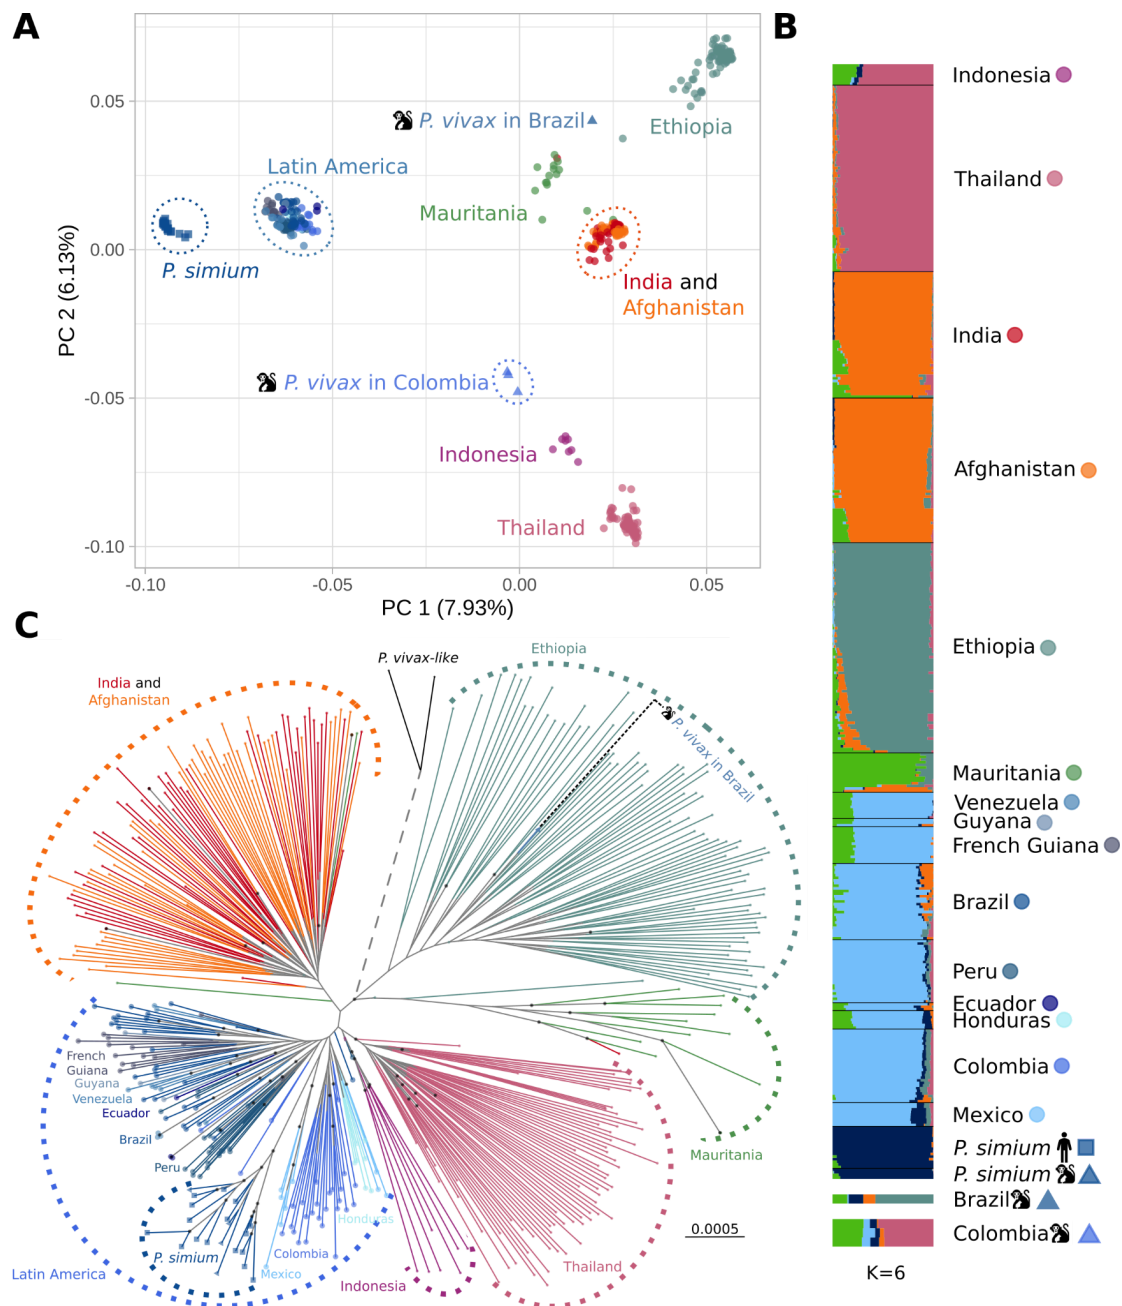 A
B
0.05
0.00
-0.05
-0.10
PC 2 (6.13%)
P. vivax in Brazil
Ethiopia
Latin America
Mauritania
P. simium
India and
Afghanistan
P. vivax in Colombia
Indonesia
Thailand
-0.10
-0.05
0.00
0.05
PC 1 (7.93%)
Indonesia
Thailand
India
Afghanistan
Ethiopia
Mauritania
Venezuela
Guyana
French Guiana
Brazil
Peru
Ecuador
Honduras
Colombia
Mexico
P. simium
P. simium
Brazil
Colombia
K=6
C
P. vivax-like
Ethiopia
India and
Afghanistan
P. vivax in Brazil
French
Guiana
Guyana
Venezuela
Ecuador
Brazil
Peru
P. simium
Latin America
Mexico
Colombia
Honduras
Indonesia
Thailand
Mauritania
0.0005